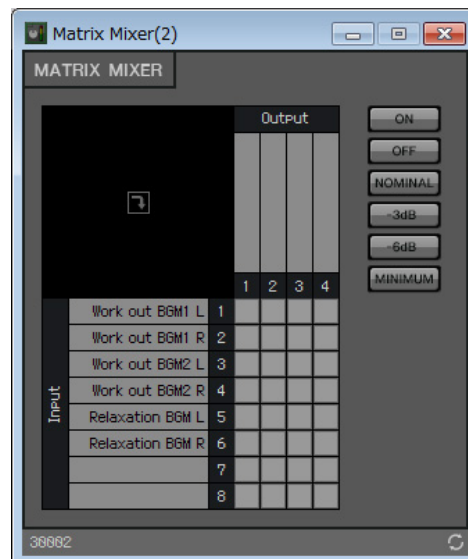 Matrix Mixer(2)
MATRIX MIXER
Output
ON
OFF
NOMINAL
-3dB
-6dB
MINIMUM
1 2 3 4
Input
Work out BGM1 L 1
Work out BGM1 R 2
Work out BGM2 L 3
Work out BGM2 R 4
Relaxation BGM L 5
Relaxation BGM R 6
7
8
30002